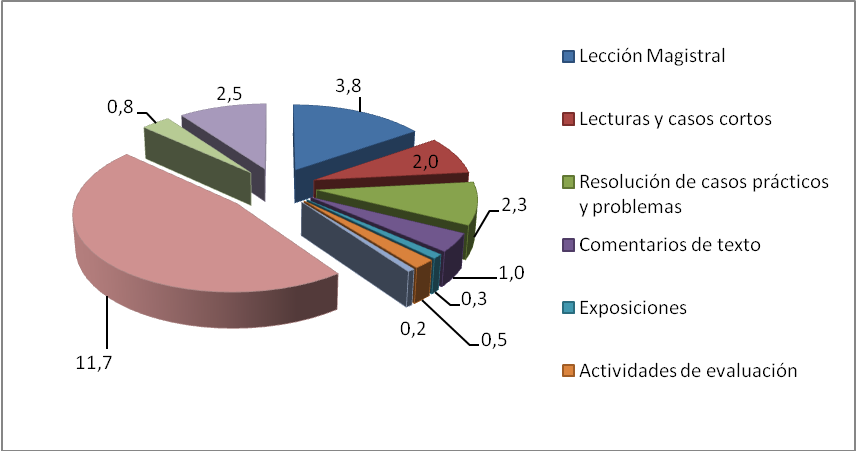 3,8
2,0
2,3
1,0
0,3
0,5
0,2
11,7
0,8
2,5
Lección Magistral
Lecturas y casos cortos
Resolución de casos prácticos
y problemas
Comentarios de texto
Exposiciones
Actividades de evaluación